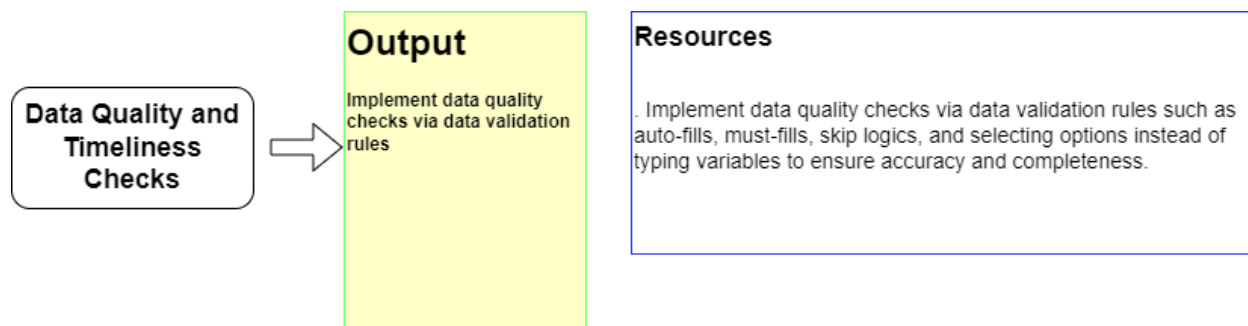 Data Quality and
Timeliness
Checks
Output
Implement data quality
checks via data validation
rules
Resources
. Implement data quality checks via data validation rules such as
auto-fills, must-fills, skip logics, and selecting options instead of
typing variables to ensure accuracy and completeness.